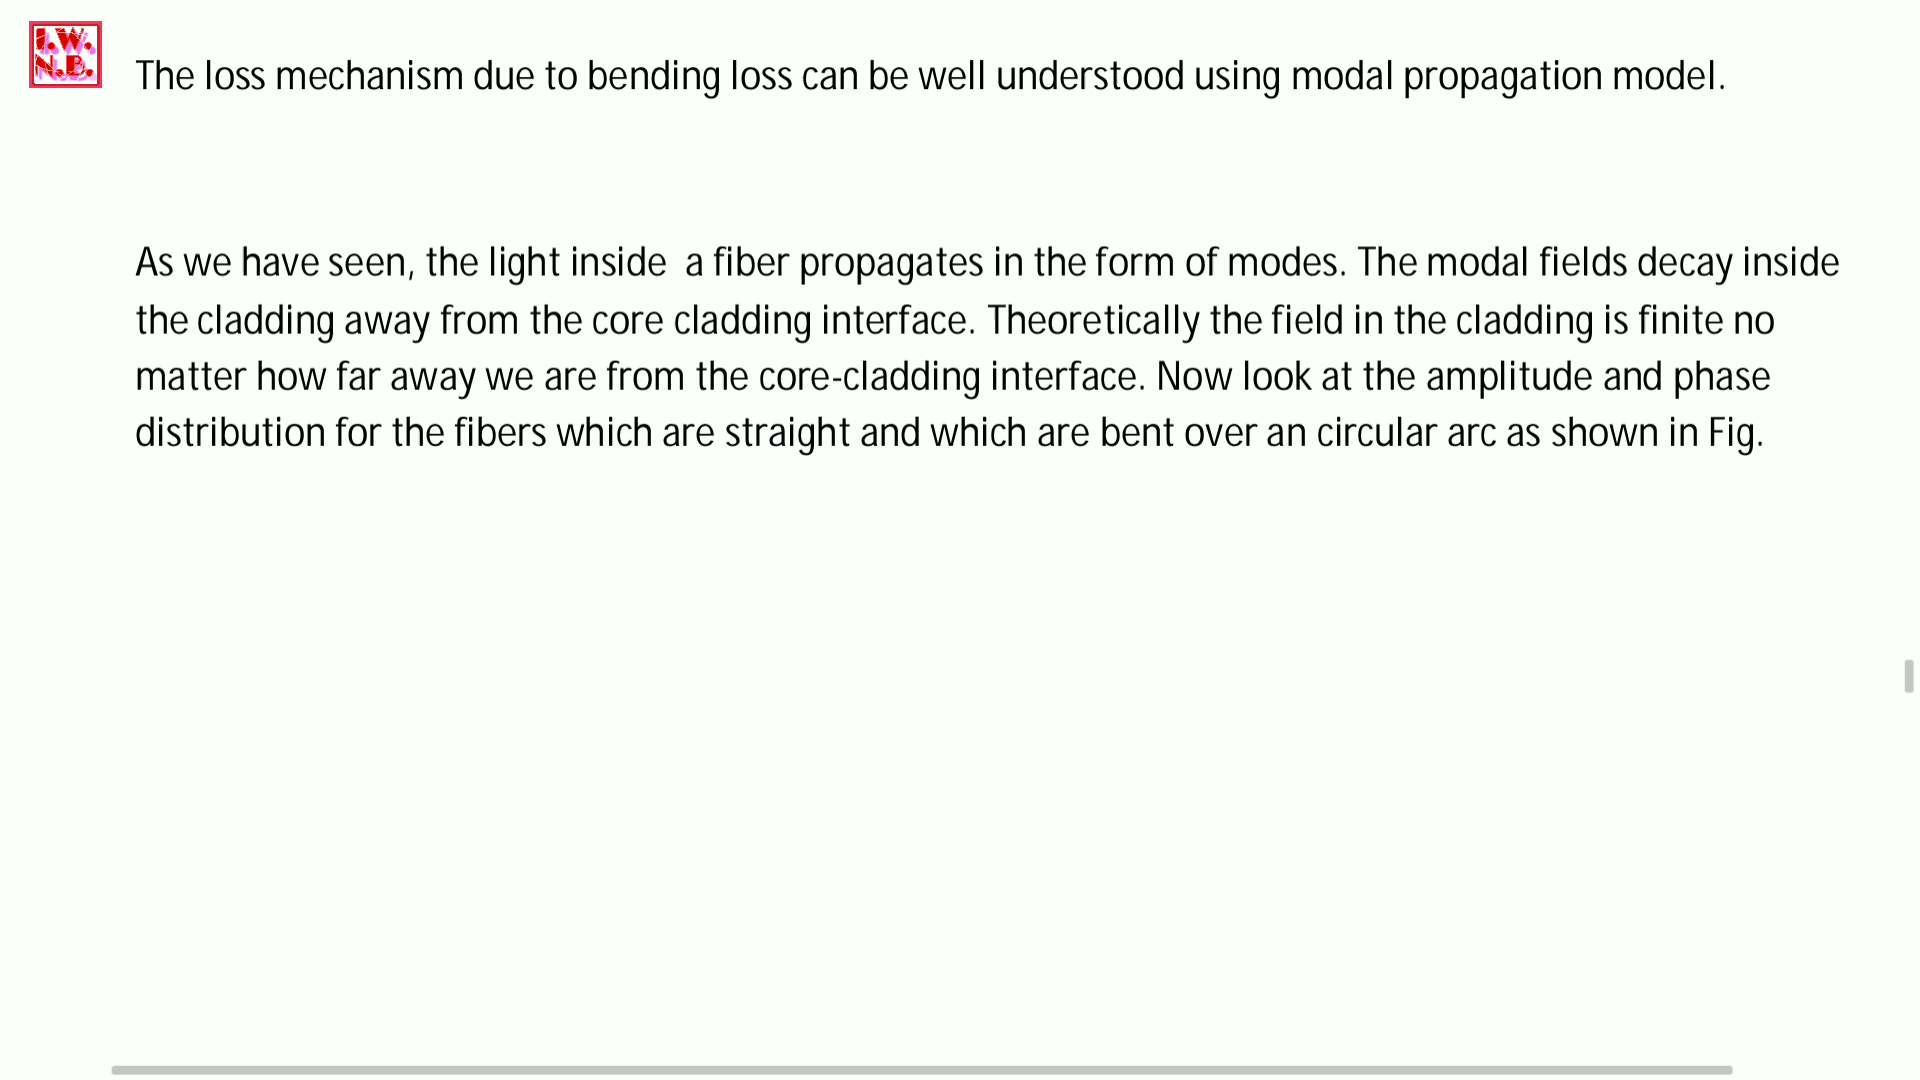 I.W.
N.B.
The loss mechanism due to bending loss can be well understood using modal propagation model.
As we have seen, the light inside  a fiber propagates in the form of modes. The modal fields decay inside
the cladding away from the core cladding interface. Theoretically the field in the cladding is finite no
matter how far away we are from the core-cladding interface. Now look at the amplitude and phase
distribution for the fibers which are straight and which are bent over an circular arc as shown in Fig.